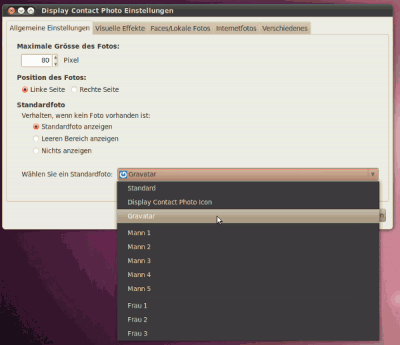 Display Contact Photo Einstellungen
Allgemeine Einstellungen Visuelle Effekte Faces/Lokale Fotos Internetfotos Verschiedenes
Maximale Grösse des Fotos:
80 Pixel
Position des Fotos:
Linke Seite Rechte Seite
Standardfoto
Verhalten, wenn kein Foto vorhanden ist:
Standardfoto anzeigen
Leeren Bereich anzeigen
Nichts anzeigen
Wählen Sie ein Standardfoto: Gravatar
Standard
Display Contact Photo Icon
Gravatar
Mann 1
Mann 2
Mann 3
Mann 4
Mann 5
Frau 1
Frau 2
Frau 3